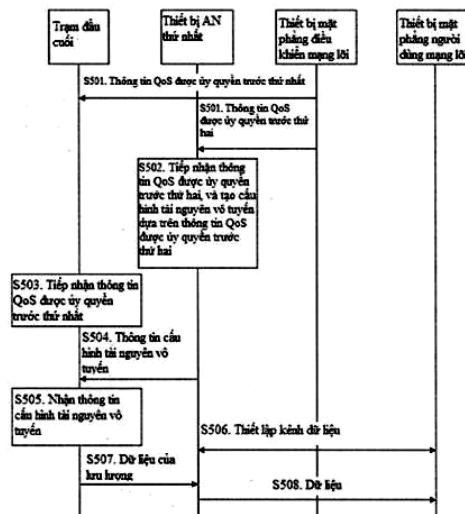 Trạm đầu
cuối
Thiết bị AN
thứ nhất
Thiết bị mặt
phẳng điều
khiển mạng lõi
Thiết bị mặt
phẳng người
dùng mạng lõi
S501. Thông tin QoS được ủy quyền trước thứ nhất
S501. Thông tin QoS
được ủy quyền trước thứ
hai
S502. Tiếp nhận thông
tin QoS được ủy quyền
trước thứ hai, và tạo cấu
hình tài nguyên vô tuyến
dựa trên thông tin QoS
được ủy quyền trước
thứ hai
S503. Tiếp nhận thông tin
QoS được ủy quyền
trước thứ nhất
S504. Thông tin cấu
hình tài nguyên vô
tuyến
S505. Nhận thông tin
cấu hình tài nguyên vô
tuyến
S506. Thiết lập kênh dữ liệu
S507. Dữ liệu của
lưu lượng
S508. Dữ liệu